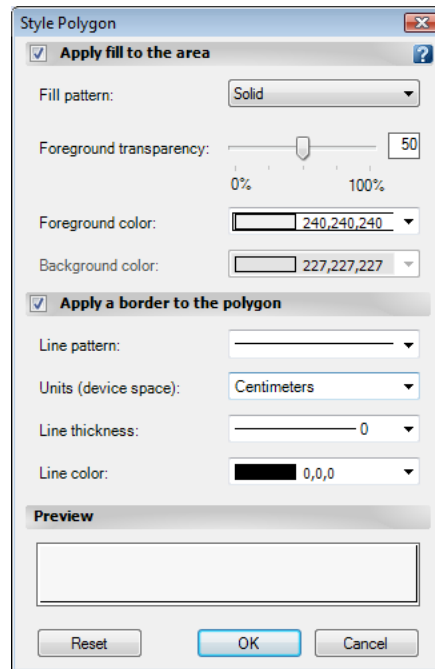 Style Polygon
Apply fill to the area ?
Fill pattern: Solid
Foreground transparency: 50
0% 100%
Foreground color: 240,240,240
Background color: 227,227,227
Apply a border to the polygon
Line pattern:
Units (device space): Centimeters
Line thickness: 0
Line color: 0,0,0
Preview
Reset OK Cancel